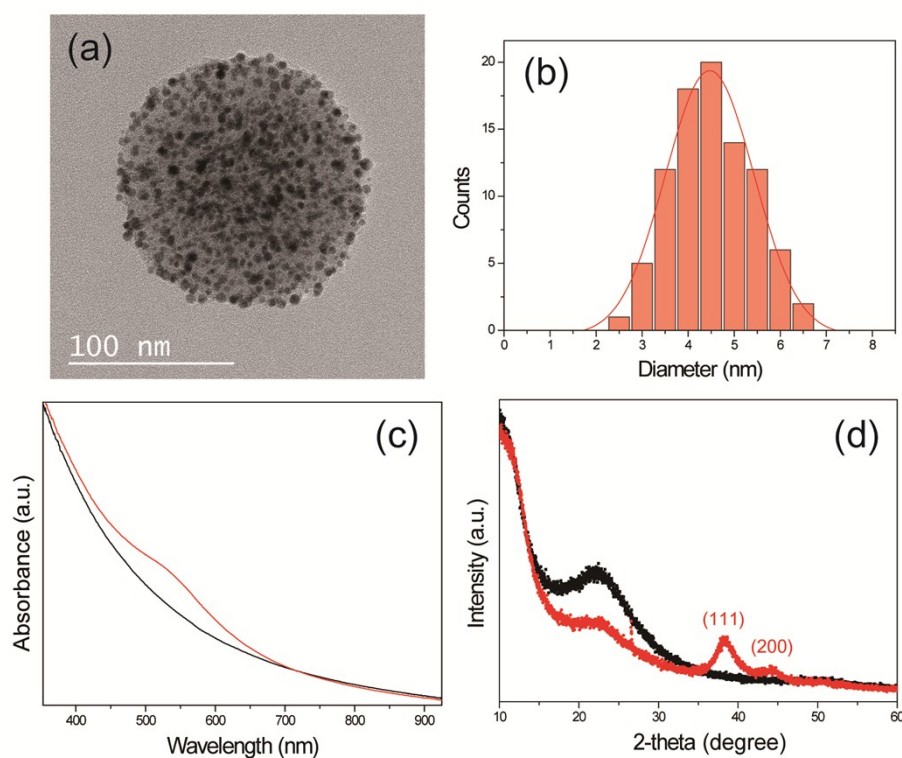 (a)
100 nm
(b)
Counts
20
15
10
5
0
0 1 2 3 4 5 6 7 8
Diameter (nm)
(c)
Absorbance (a.u.)
400 500 600 700 800 900
Wavelength (nm)
(d)
Intensity (a.u.)
(111)
(200)
10 20 30 40 50 60
2-theta (degree)